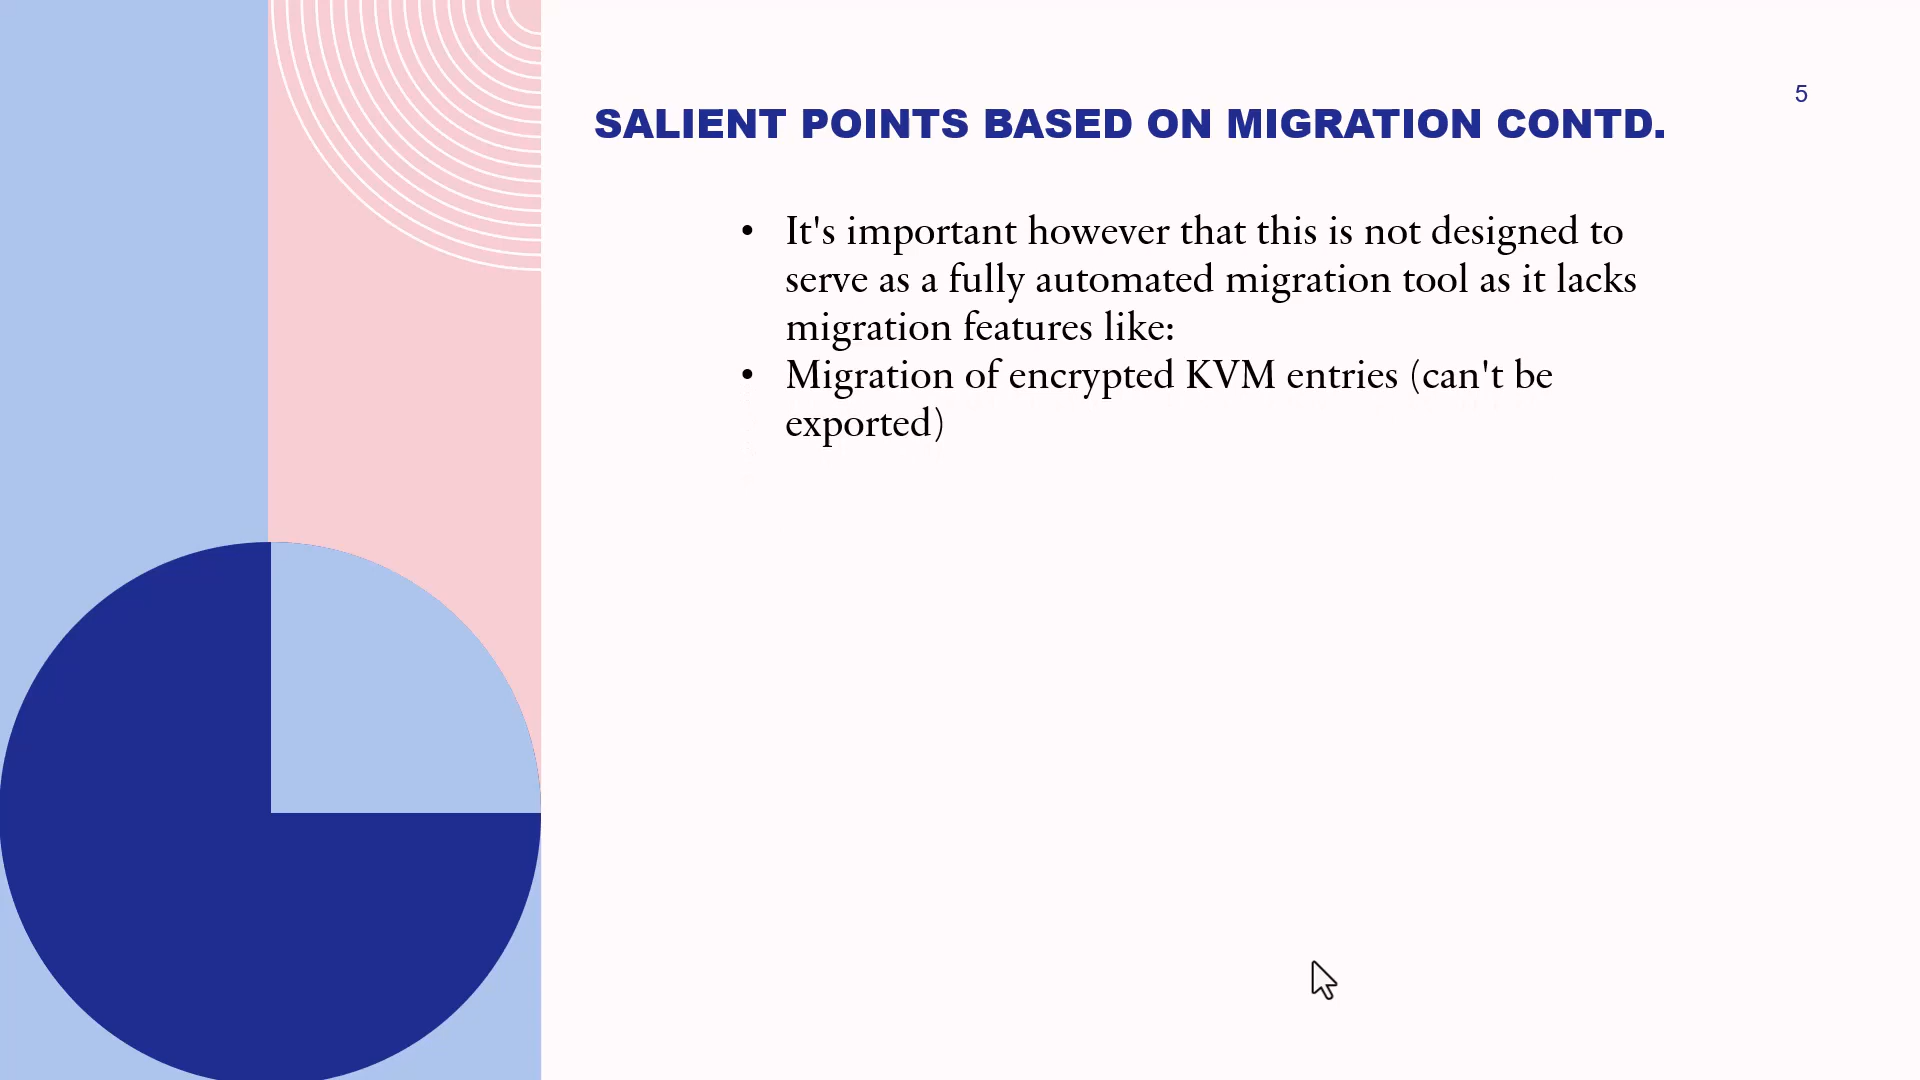 5
SALIENT POINTS BASED ON MIGRATION CONTD.
• It's important however that this is not designed to
serve as a fully automated migration tool as it lacks
migration features like:
• Migration of encrypted KVM entries (can't be
exported)